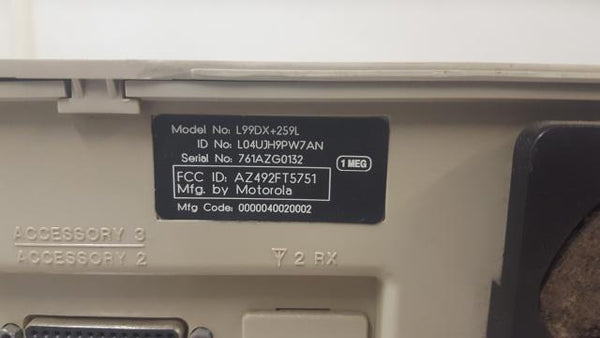 Model No: L99DX+259L
ID No: L04UJH9PW7AN
Serial No: 761AZG0132
1 MEG
FCC ID: AZ492FT5751
Mfg. by Motorola
Mfg Code: 0000040020002
ACCESSORY 3
ACCESSORY 2
2 RX